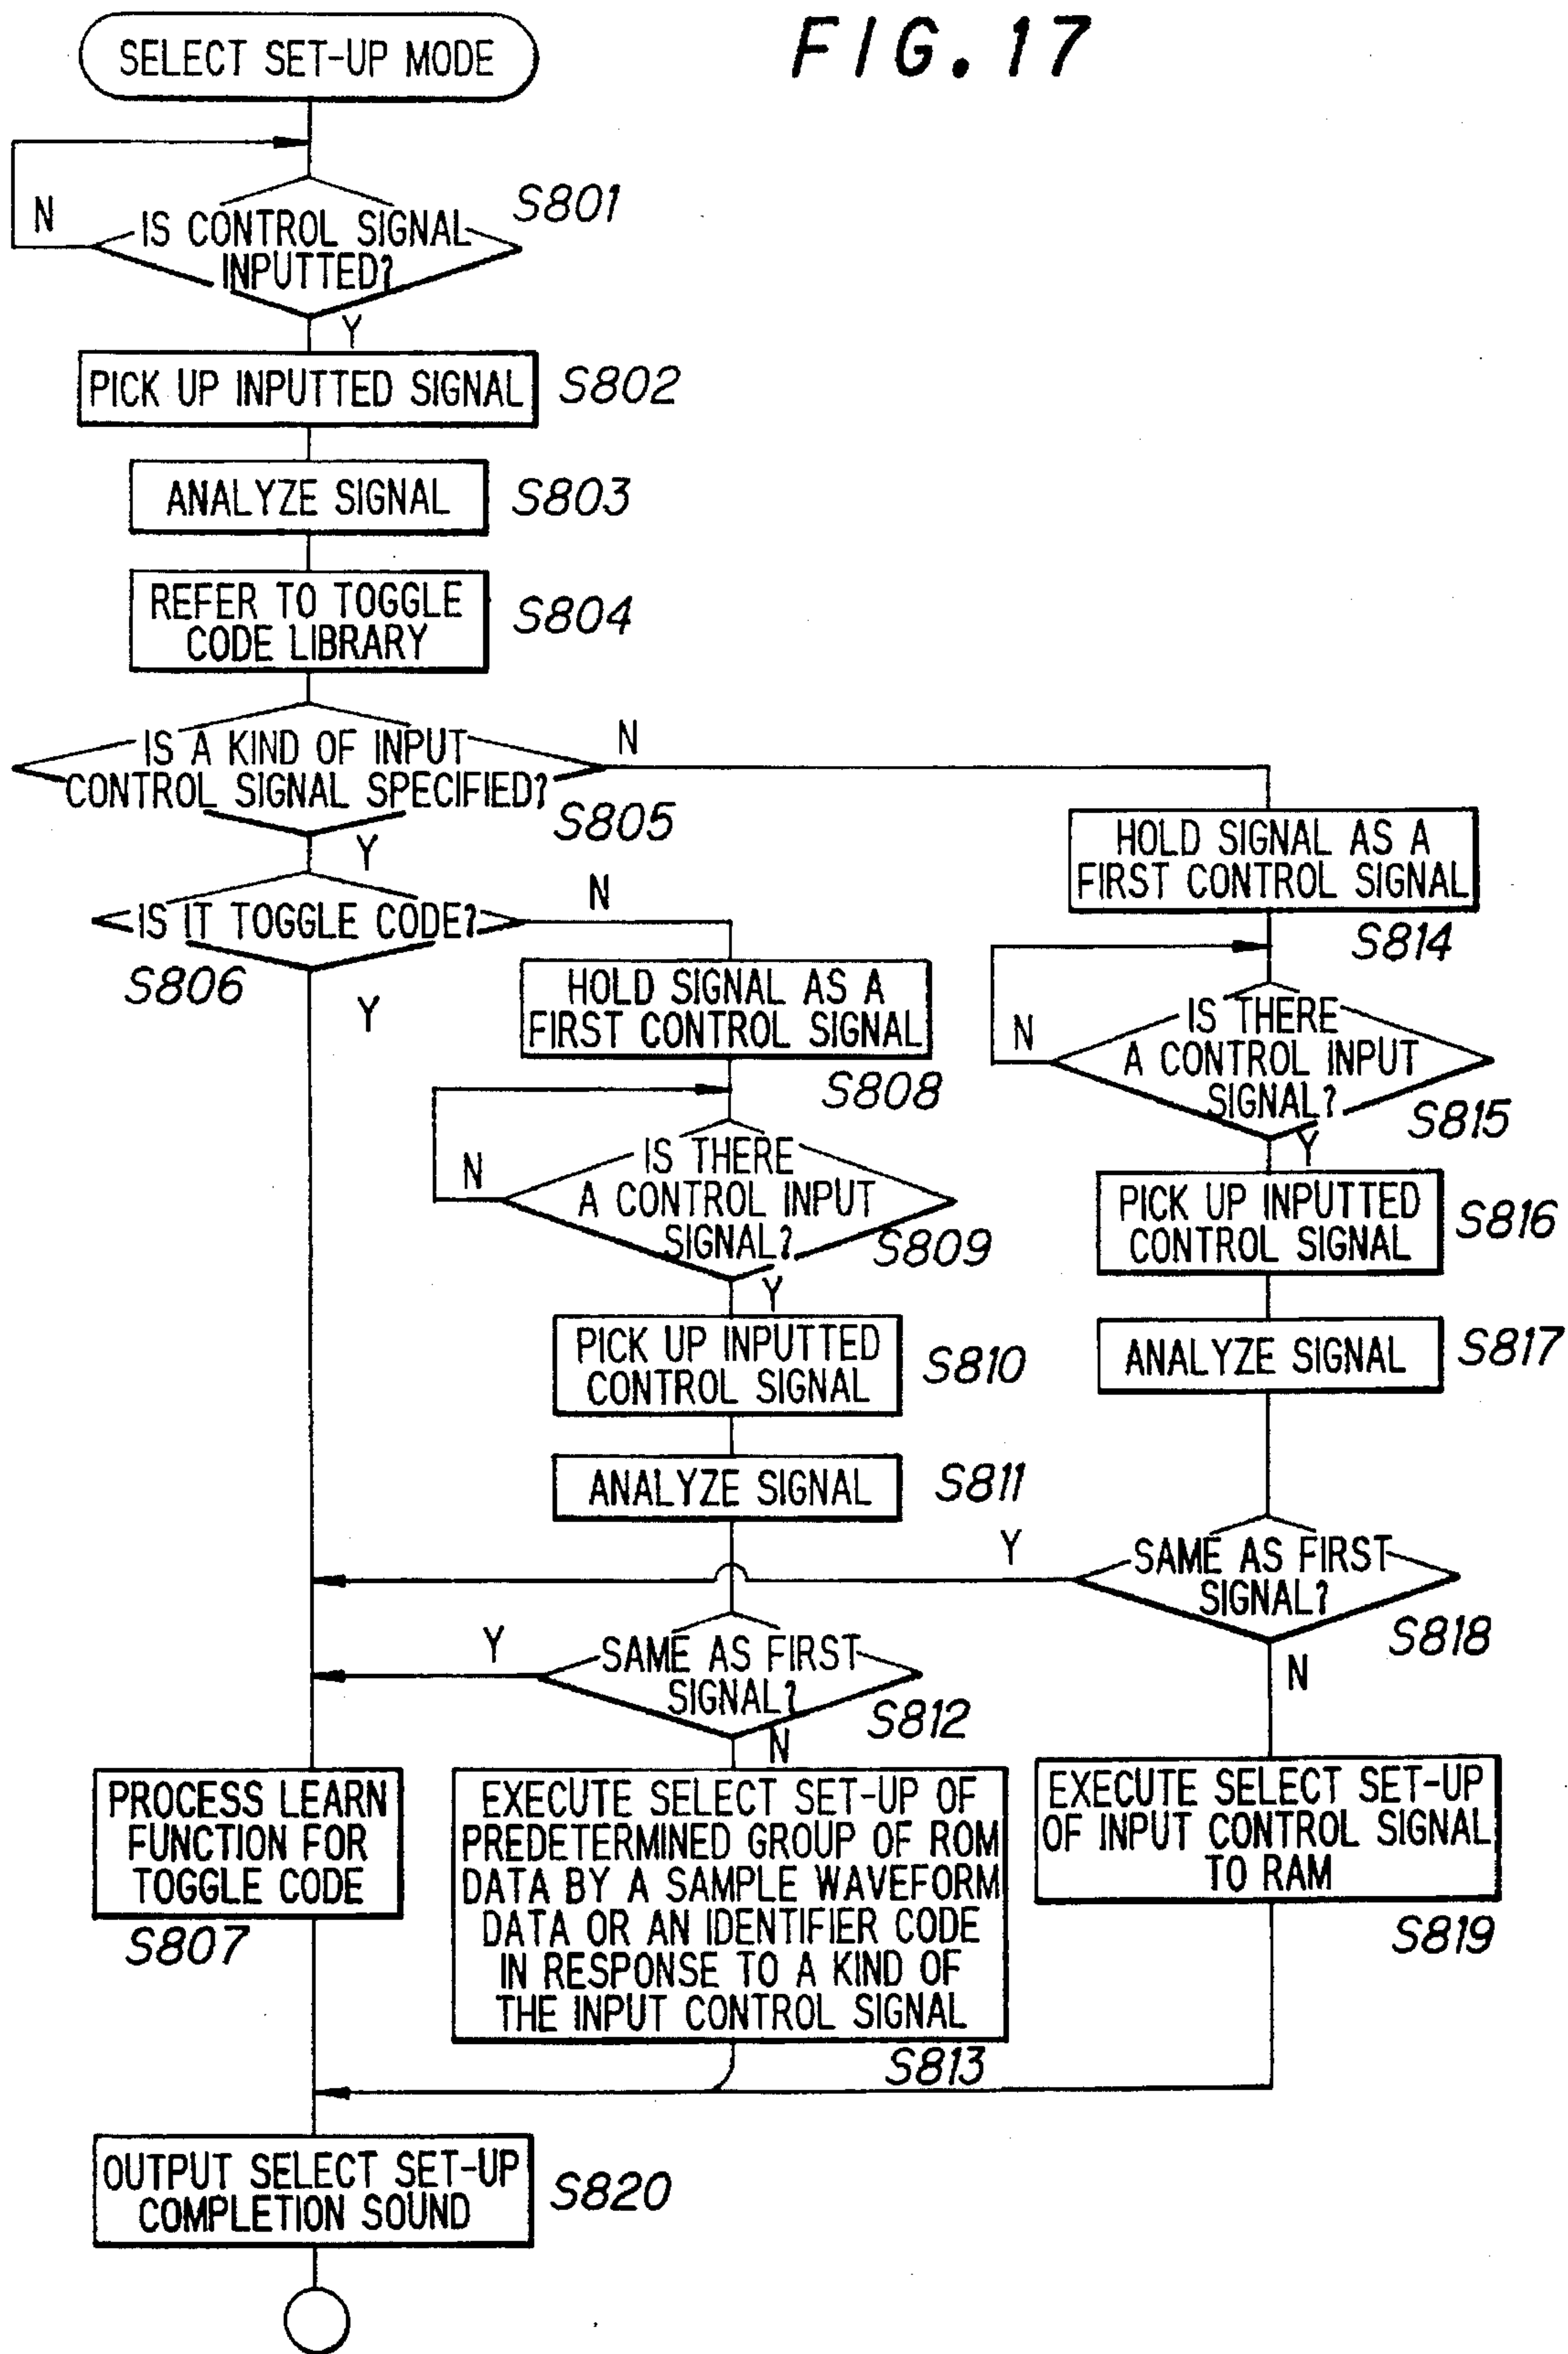 FIG. 17
SELECT SET-UP MODE
N
IS CONTROL SIGNAL
INPUTTED?
S801
Y
PICK UP INPUTTED SIGNAL
S802
ANALYZE SIGNAL
S803
REFER TO TOGGLE
CODE LIBRARY
S804
IS A KIND OF INPUT
CONTROL SIGNAL SPECIFIED?
N
S805
Y
IS IT TOGGLE CODE?
N
S806
Y
HOLD SIGNAL AS A
FIRST CONTROL SIGNAL
S808
N
IS THERE
A CONTROL INPUT
SIGNAL?
S809
Y
PICK UP INPUTTED
CONTROL SIGNAL
S810
ANALYZE SIGNAL
S811
Y
SAME AS FIRST
SIGNAL?
S812
N
HOLD SIGNAL AS A
FIRST CONTROL SIGNAL
S814
N
IS THERE
A CONTROL INPUT
SIGNAL?
S815
Y
PICK UP INPUTTED
CONTROL SIGNAL
S816
ANALYZE SIGNAL
S817
Y
SAME AS FIRST
SIGNAL?
S818
N
PROCESS LEARN
FUNCTION FOR
TOGGLE CODE
S807
EXECUTE SELECT SET-UP OF
PREDETERMINED GROUP OF ROM
DATA BY A SAMPLE WAVEFORM
DATA OR AN IDENTIFIER CODE
IN RESPONSE TO A KIND OF
THE INPUT CONTROL SIGNAL
S813
EXECUTE SELECT SET-UP
OF INPUT CONTROL SIGNAL
TO RAM
S819
OUTPUT SELECT SET-UP
COMPLETION SOUND
S820